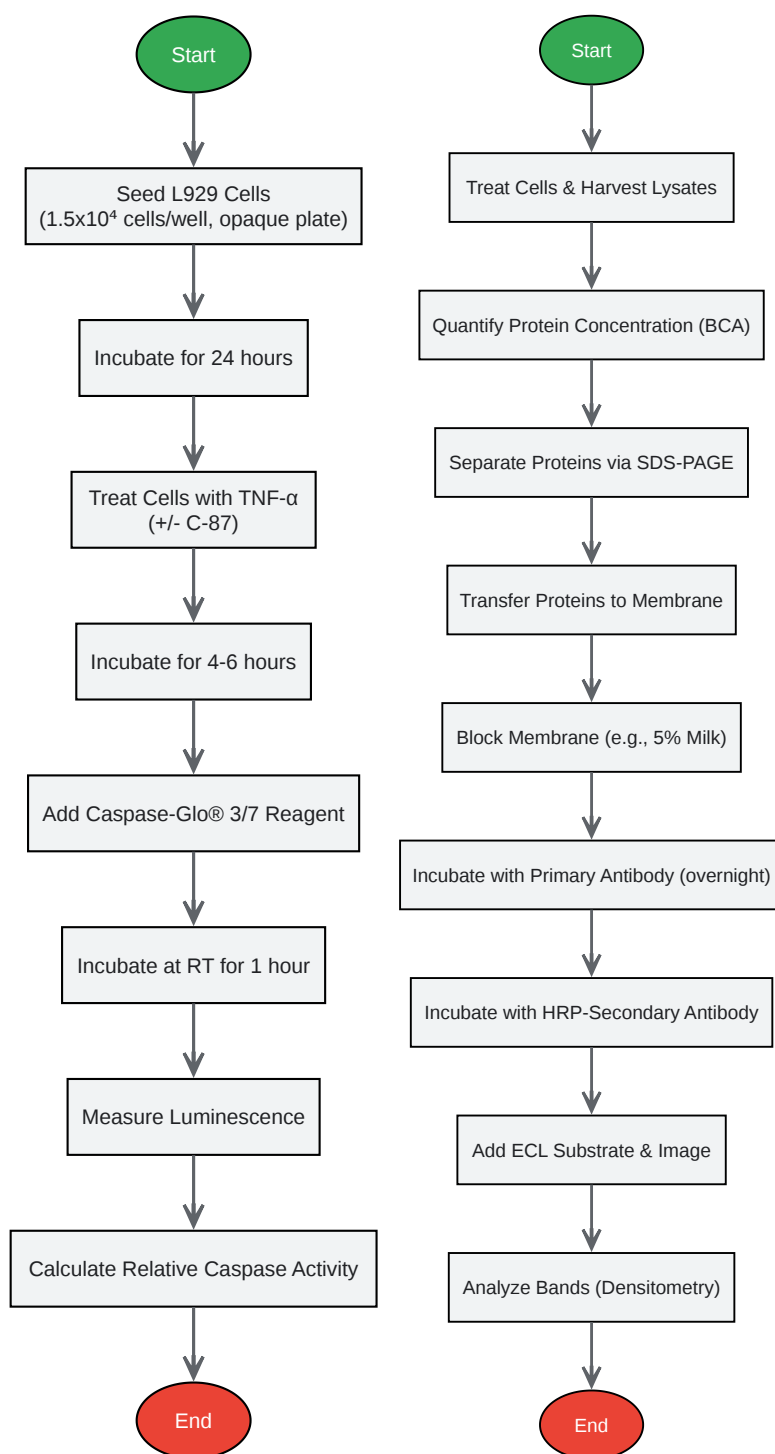 Start
Seed L929 Cells
(1.5x10⁴ cells/well, opaque plate)
Incubate for 24 hours
Treat Cells with TNF-α
(+/- C-87)
Incubate for 4-6 hours
Add Caspase-Glo® 3/7 Reagent
Incubate at RT for 1 hour
Measure Luminescence
Calculate Relative Caspase Activity
End
Start
Treat Cells & Harvest Lysates
Quantify Protein Concentration (BCA)
Separate Proteins via SDS-PAGE
Transfer Proteins to Membrane
Block Membrane (e.g., 5% Milk)
Incubate with Primary Antibody (overnight)
Incubate with HRP-Secondary Antibody
Add ECL Substrate & Image
Analyze Bands (Densitometry)
End